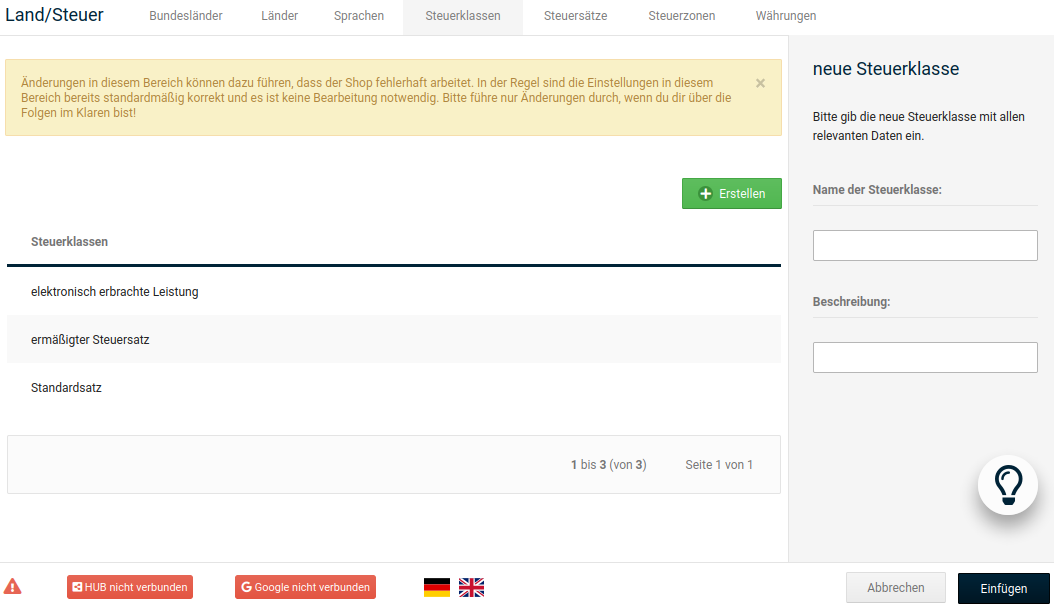 Land/Steuer
Bundesländer Länder Sprachen Steuerklassen Steuersätze Steuerzonen Währungen
Änderungen in diesem Bereich können dazu führen, dass der Shop fehlerhaft arbeitet. In der Regel sind die Einstellungen in diesem
Bereich bereits standardmäßig korrekt und es ist keine Bearbeitung notwendig. Bitte führe nur Änderungen durch, wenn du dir über die
Folgen im Klaren bist!
×
Erstellen
Steuerklassen
elektronisch erbrachte Leistung
ermäßigter Steuersatz
Standardsatz
1 bis 3 (von 3) Seite 1 von 1
neue Steuerklasse
Bitte gib die neue Steuerklasse mit allen
relevanten Daten ein.
Name der Steuerklasse:
Beschreibung:
HUB nicht verbunden
Google nicht verbunden
Abbrechen
Einfügen